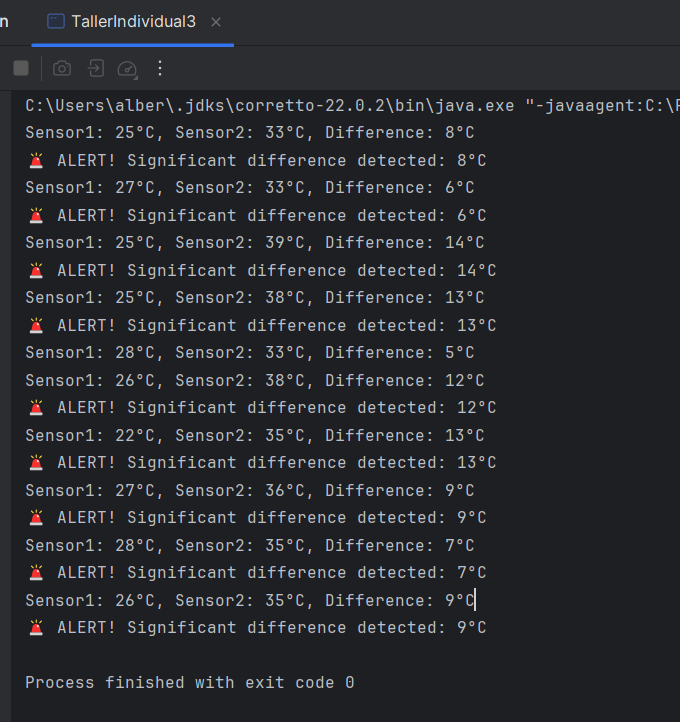 n
TallerIndividual3
C:\Users\alber\.jdks\corretto-22.0.2\bin\java.exe "-javaagent:C:\
Sensor1: 25°C, Sensor2: 33°C, Difference: 8°C
🚨 ALERT! Significant difference detected: 8°C
Sensor1: 27°C, Sensor2: 33°C, Difference: 6°C
🚨 ALERT! Significant difference detected: 6°C
Sensor1: 25°C, Sensor2: 39°C, Difference: 14°C
🚨 ALERT! Significant difference detected: 14°C
Sensor1: 25°C, Sensor2: 38°C, Difference: 13°C
🚨 ALERT! Significant difference detected: 13°C
Sensor1: 28°C, Sensor2: 33°C, Difference: 5°C
Sensor1: 26°C, Sensor2: 38°C, Difference: 12°C
🚨 ALERT! Significant difference detected: 12°C
Sensor1: 22°C, Sensor2: 35°C, Difference: 13°C
🚨 ALERT! Significant difference detected: 13°C
Sensor1: 27°C, Sensor2: 36°C, Difference: 9°C
🚨 ALERT! Significant difference detected: 9°C
Sensor1: 28°C, Sensor2: 35°C, Difference: 7°C
🚨 ALERT! Significant difference detected: 7°C
Sensor1: 26°C, Sensor2: 35°C, Difference: 9°C
🚨 ALERT! Significant difference detected: 9°C
Process finished with exit code 0